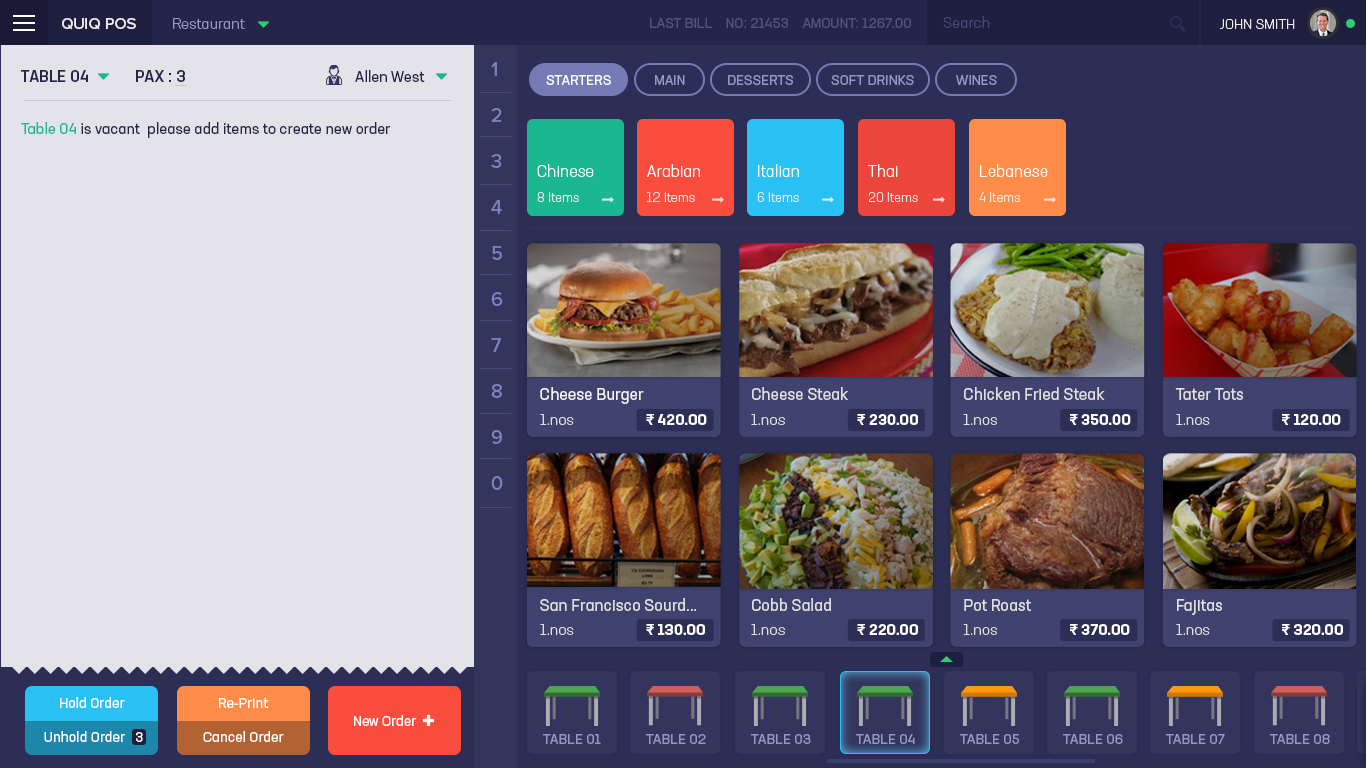 QUIQ POS
Restaurant
LAST BILL NO: 21453 AMOUNT: 1267.00
Search
JOHN SMITH
TABLE 04
PAX : 3
Allen West
Table 04 is vacant please add items to create new order
1
2
3
4
5
6
7
8
9
0
STARTERS
MAIN
DESSERTS
SOFT DRINKS
WINES
Chinese
8 Items
Arabian
12 Items
Italian
6 Items
Thai
20 Items
Lebanese
4 Items
Cheese Burger
1.nos ₹ 420.00
Cheese Steak
1.nos ₹ 230.00
Chicken Fried Steak
1.nos ₹ 350.00
Tater Tots
1.nos ₹ 120.00
San Francisco Sourd...
1.nos ₹ 130.00
Cobb Salad
1.nos ₹ 220.00
Pot Roast
1.nos ₹ 370.00
Fajitas
1.nos ₹ 320.00
Hold Order
Unhold Order 3
Re-Print
Cancel Order
New Order
TABLE 01
TABLE 02
TABLE 03
TABLE 04
TABLE 05
TABLE 06
TABLE 07
TABLE 08